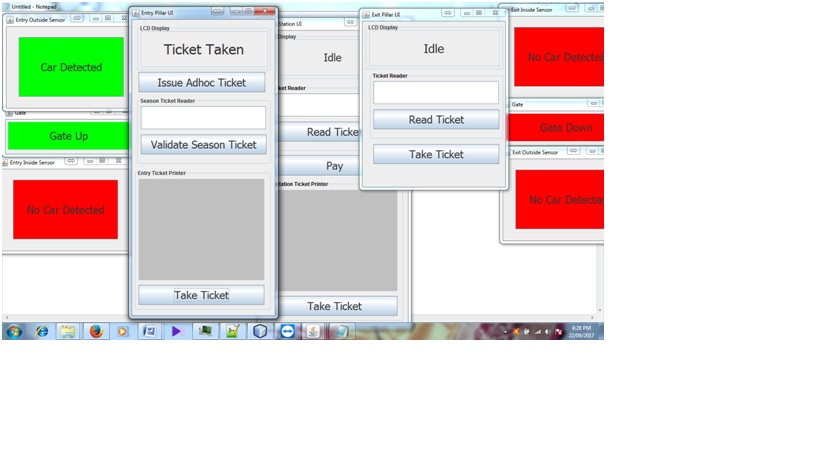 Untitled - Notepad
Entry Outside Sensor
Car Detected
Gate
Gate Up
Entry Inside Sensor
No Car Detected
Entry Pillar UI
LCD Display
Ticket Taken
Issue Adhoc Ticket
Season Ticket Reader
Validate Season Ticket
Entry Ticket Printer
Take Ticket
Station UI
Display
Idle
ket Reader
Read Ticke
Pay
tation Ticket Printer
Take Ticket
Exit Pillar UI
LCD Display
Idle
Ticket Reader
Read Ticket
Take Ticket
Exit Inside Sensor
No Car Detected
Gate
Gate Down
Exit Outside Sensor
No Car Detected
4:28 PM
22/09/2017